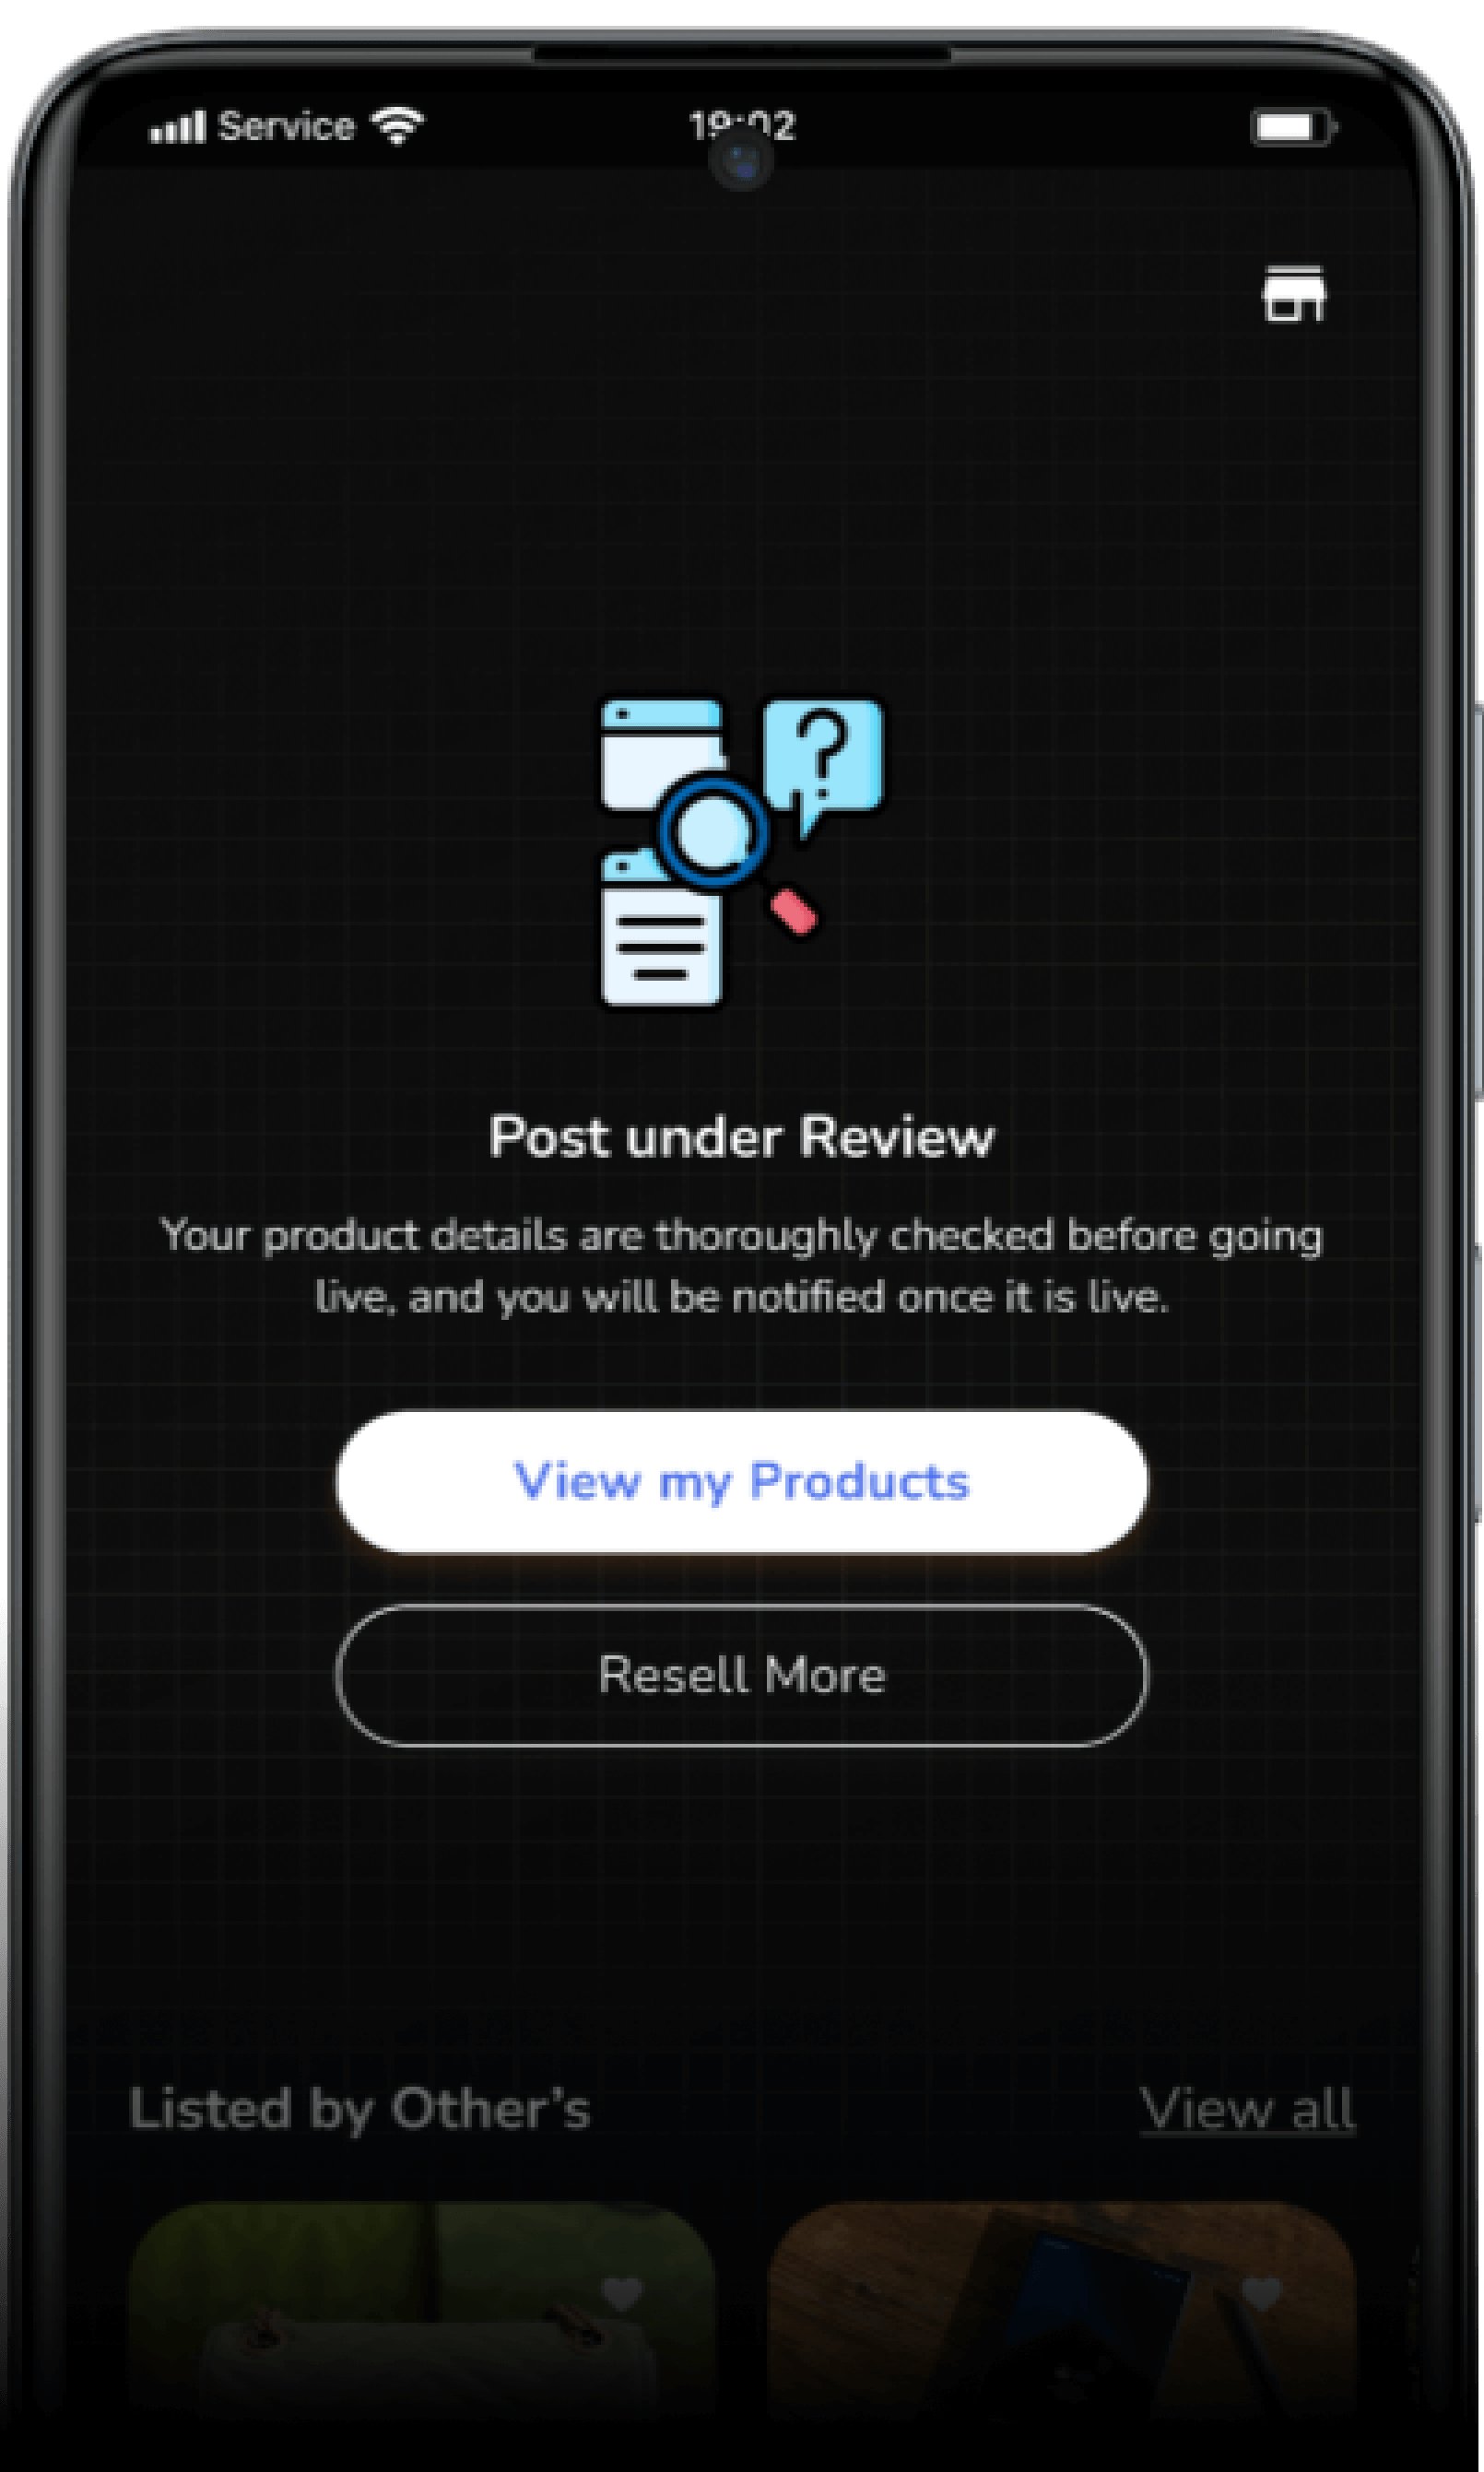 Service 19:02
?
Post under Review
Your product details are thoroughly checked before going
live, and you will be notified once it is live.
View my Products
Resell More
Listed by Other’s View all